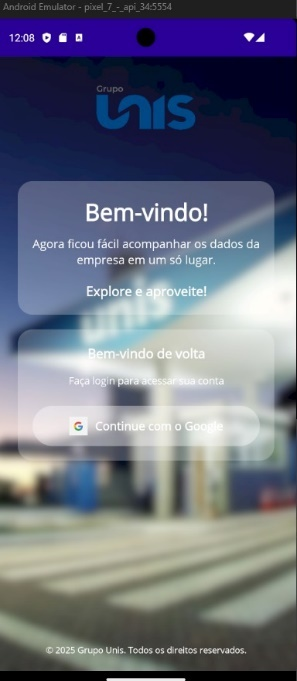 Android Emulator - pixel_7_-_api_34:5554
12:08
Grupo
unis
Bem-vindo!
Agora ficou fácil acompanhar os dados da
empresa em um só lugar.
Explore e aproveite!
unis
Bem-vindo de volta
Faça login para acessar sua conta
G Continue com o Google
© 2025 Grupo Unis. Todos os direitos reservados.